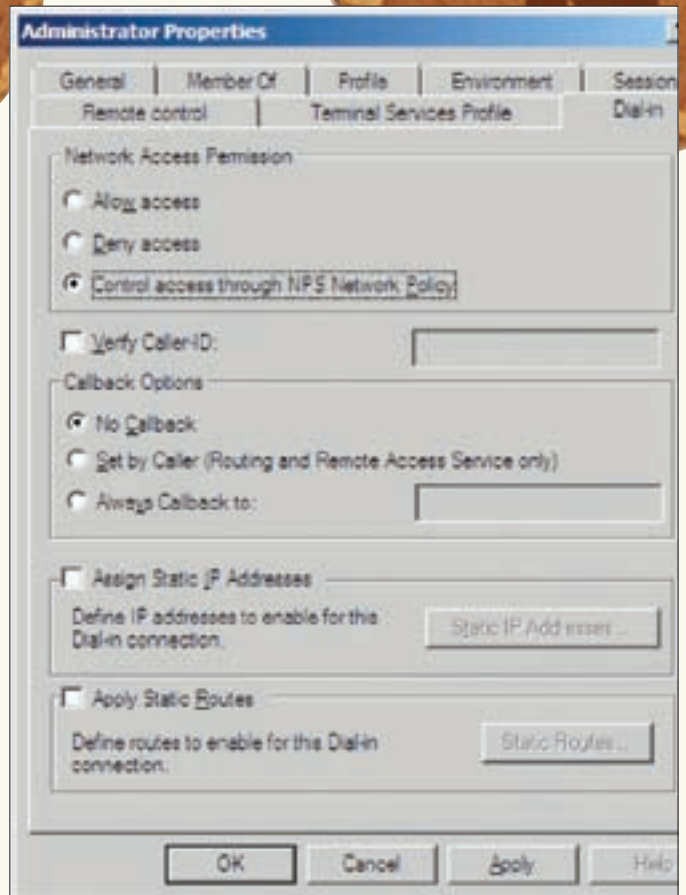 Administrator Properties
General Member Of Profile Environment Session
Remote control Terminal Services Profile Dial-in
Network Access Permission
Allow access
Deny access
Control access through NPS Network Policy
Verify Caller-ID:
Callback Options
No Callback
Set by Caller (Routing and Remote Access Service only)
Always Callback to:
Assign Static IP Addresses
Define IP addresses to enable for this
Dial-in connection.
Static IP Addresses ...
Apply Static Routes
Define routes to enable for this Dial-in
connection.
Static Routes ...
OK Cancel Apply Help